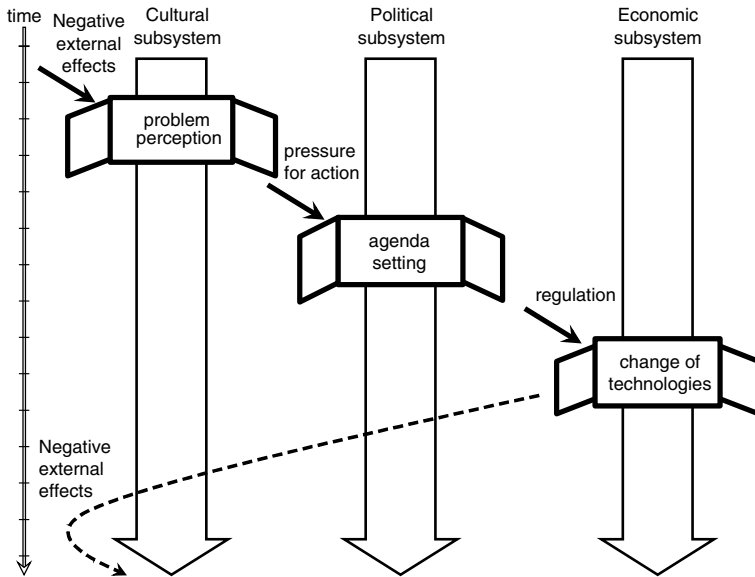 time
Negative
external
effects
Cultural
subsystem
Political
subsystem
Economic
subsystem
problem
perception
pressure
for action
agenda
setting
regulation
change of
technologies
Negative
external
effects